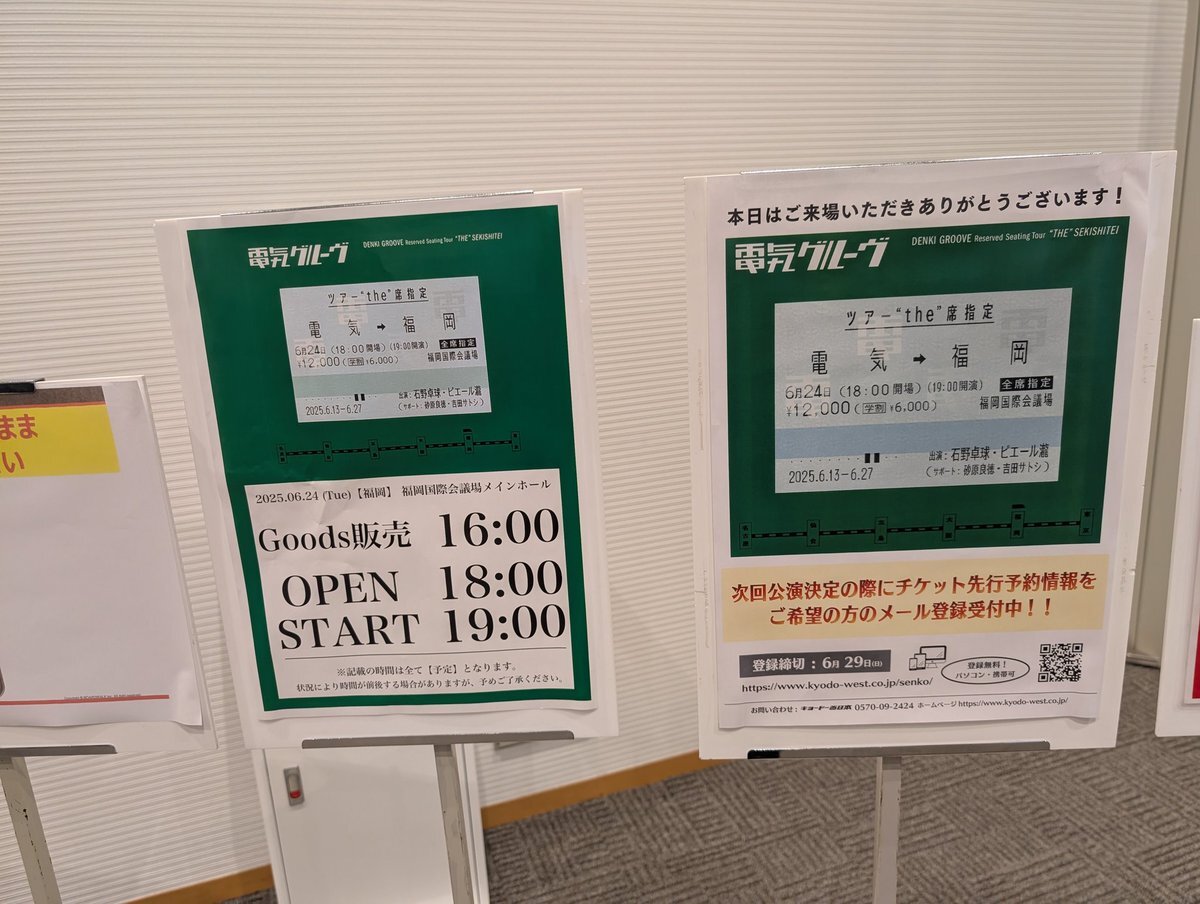 まま
い
電気グルーヴ
DENKI GROOVE Reserved Seating Tour "THE" SEKISHITEI
ツアー“the”席指定
電気➡福岡
6月24日(18:00開場)(19:00開演) 全席指定
¥12,000(学割 ¥6,000) 福岡国際会議場
出演:石野卓球・ピエール瀧
2025.6.13-6.27 (サポート:砂原良徳・吉田サトシ)
2025.06.24 (Tue)【福岡】 福岡国際会議場メインホール
Goods販売 16:00
OPEN 18:00
START 19:00
※記載の時間は全て【予定】となります。
状況により時間が前後する場合がありますが、予めご了承ください。
本日はご来場いただきありがとうございます!
電気グルーヴ
DENKI GROOVE Reserved Seating Tour "THE" SEKISHITEI
ツアー“the”席指定
電気➡福岡
6月24日(18:00開場)(19:00開演) 全席指定
¥12,000(学割 ¥6,000) 福岡国際会議場
出演:石野卓球・ピエール瀧
2025.6.13-6.27 (サポート:砂原良徳・吉田サトシ)
名古屋 仙台 広島 大阪 福岡 東京
次回公演決定の際にチケット先行予約情報を
ご希望の方のメール登録受付中!!
登録締切:6月 29日(日)
登録無料!
パソコン・携帯可
https://www.kyodo-west.co.jp/senko/
お問い合わせ:キョードー西日本 0570-09-2424 ホームページ https://www.kyodo-west.co.jp/